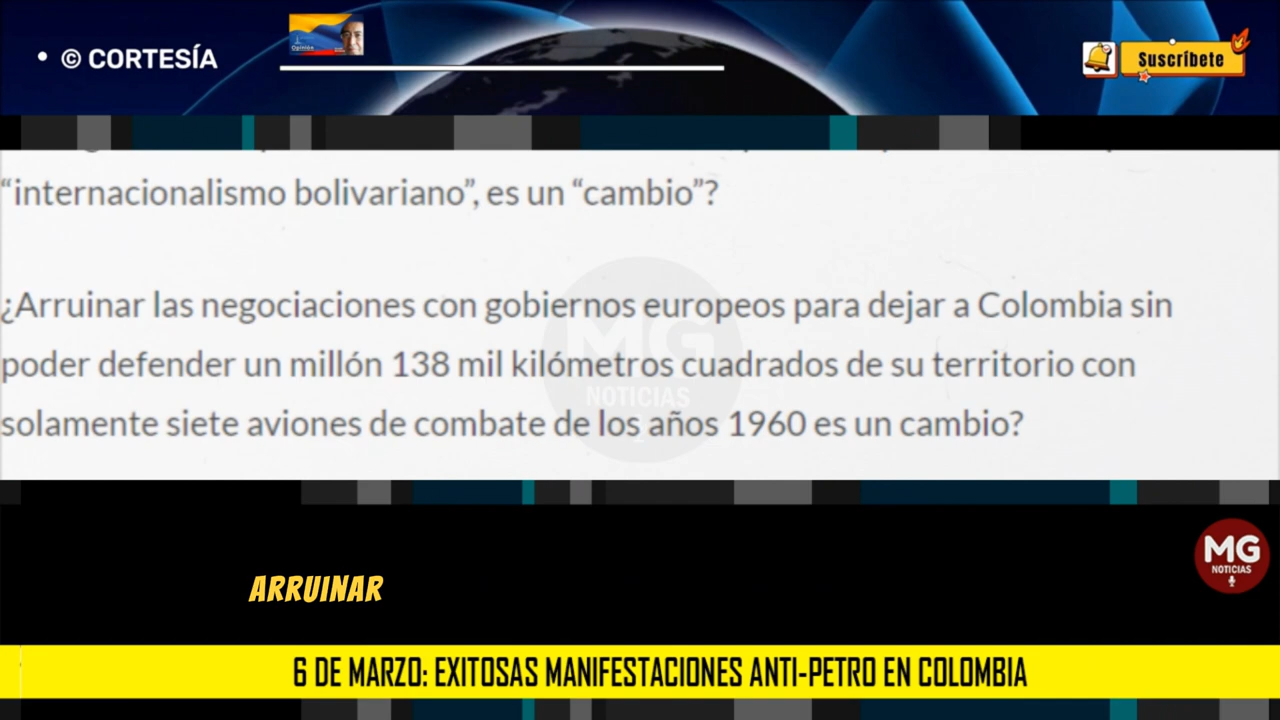 • © CORTESÍA
Opinión
Suscríbete
“internacionalismo bolivariano”, es un “cambio”?
¿Arruinar las negociaciones con gobiernos europeos para dejar a Colombia sin
poder defender un millón 138 mil kilómetros cuadrados de su territorio con
solamente siete aviones de combate de los años 1960 es un cambio?
MG
NOTICIAS
MG
NOTICIAS
ARRUINAR
6 DE MARZO: EXITOSAS MANIFESTACIONES ANTI-PETRO EN COLOMBIA